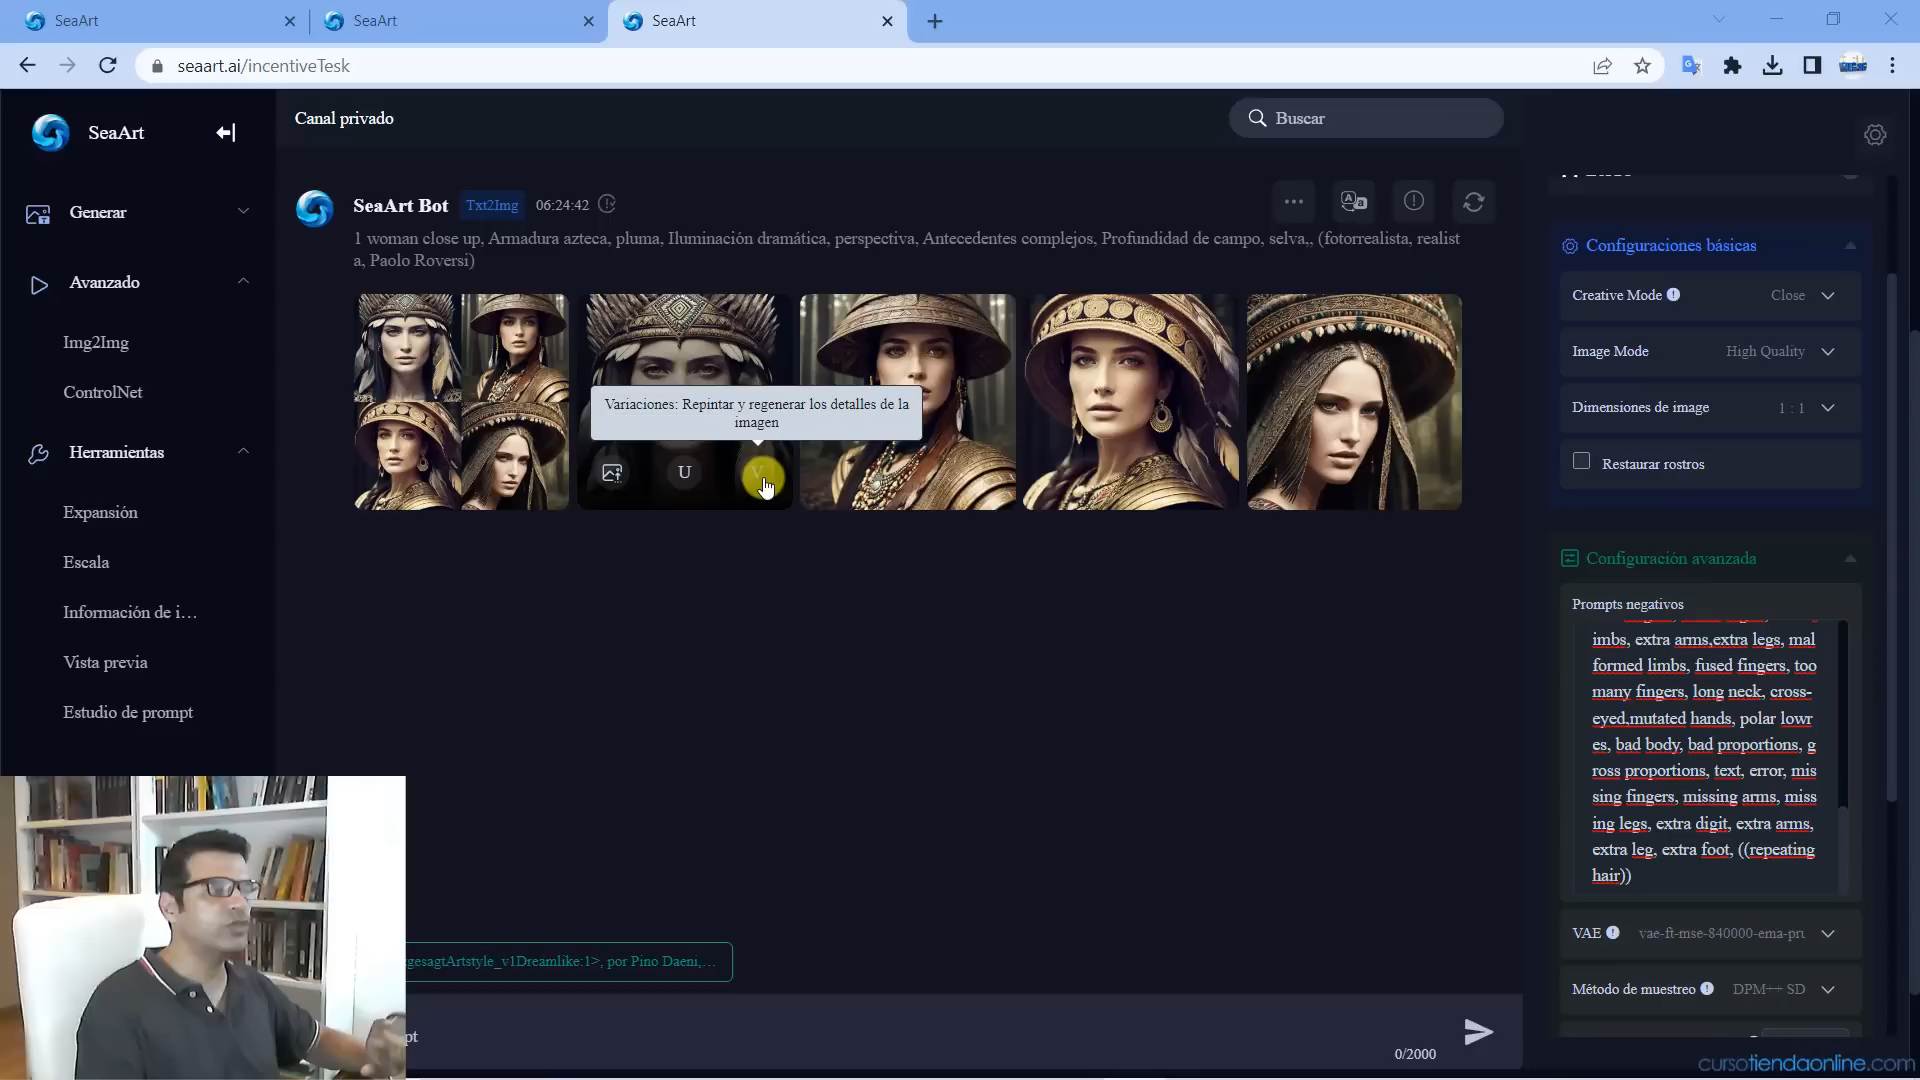 SeaArt
SeaArt
SeaArt
seaart.ai/incentiveTesk
SeaArt
Canal privado
Buscar
Generar
Avanzado
Img2Img
ControlNet
Herramientas
Expansión
Escala
Información de i…
Vista previa
Estudio de prompt
SeaArt Bot Txt2Img 06:24:42
1 woman close up, Armadura azteca, pluma, Iluminación dramática, perspectiva, Antecedentes complejos, Profundidad de campo, selva,, (fotorrealista, realist
a, Paolo Roversi)
Variaciones: Repintar y regenerar los detalles de la
imagen
U
V
gesagtArtstyle_v1Dreamlike:1>, por Pino Daeni,…
pt
0/2000
Configuraciones básicas
Creative Mode Close
Image Mode High Quality
Dimensiones de image 1 : 1
Restaurar rostros
Configuración avanzada
Prompts negativos
imbs, extra arms,extra legs, mal
formed limbs, fused fingers, too
many fingers, long neck, cross-
eyed,mutated hands, polar lowr
es, bad body, bad proportions, g
ross proportions, text, error, mis
sing fingers, missing arms, miss
ing legs, extra digit, extra arms,
extra leg, extra foot, ((repeating
hair))
VAE vae-ft-mse-840000-ema-pru
Método de muestreo DPM++ SD
cursotiendaonline.com